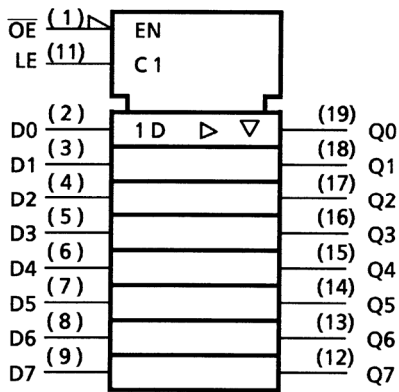 OE (1) EN
LE (11) C1
D0 (2) 1D (19) Q0
D1 (3) (18) Q1
D2 (4) (17) Q2
D3 (5) (16) Q3
D4 (6) (15) Q4
D5 (7) (14) Q5
D6 (8) (13) Q6
D7 (9) (12) Q7